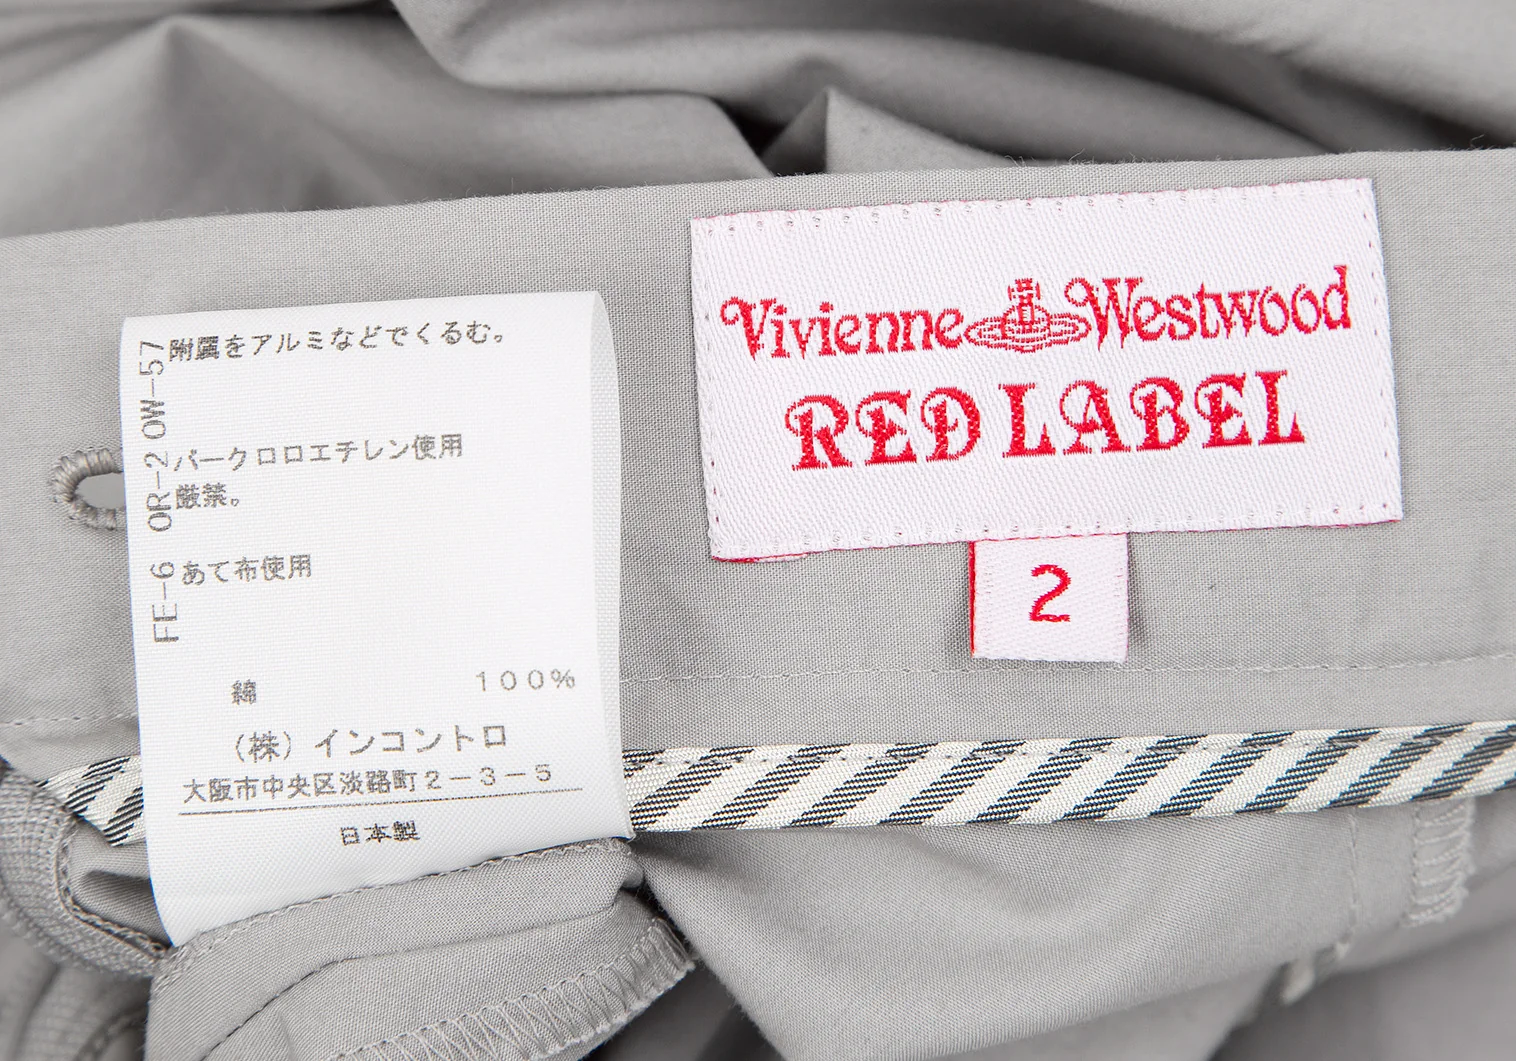 附属をアルミなどでくるむ。
パークロロエチレン使用
厳禁。
あて布使用
FE-6 OR-2 OW-57
綿 100%
(株)インコントロ
大阪市中央区淡路町2-3-5
日本製
Vivienne Westwood
RED LABEL
2